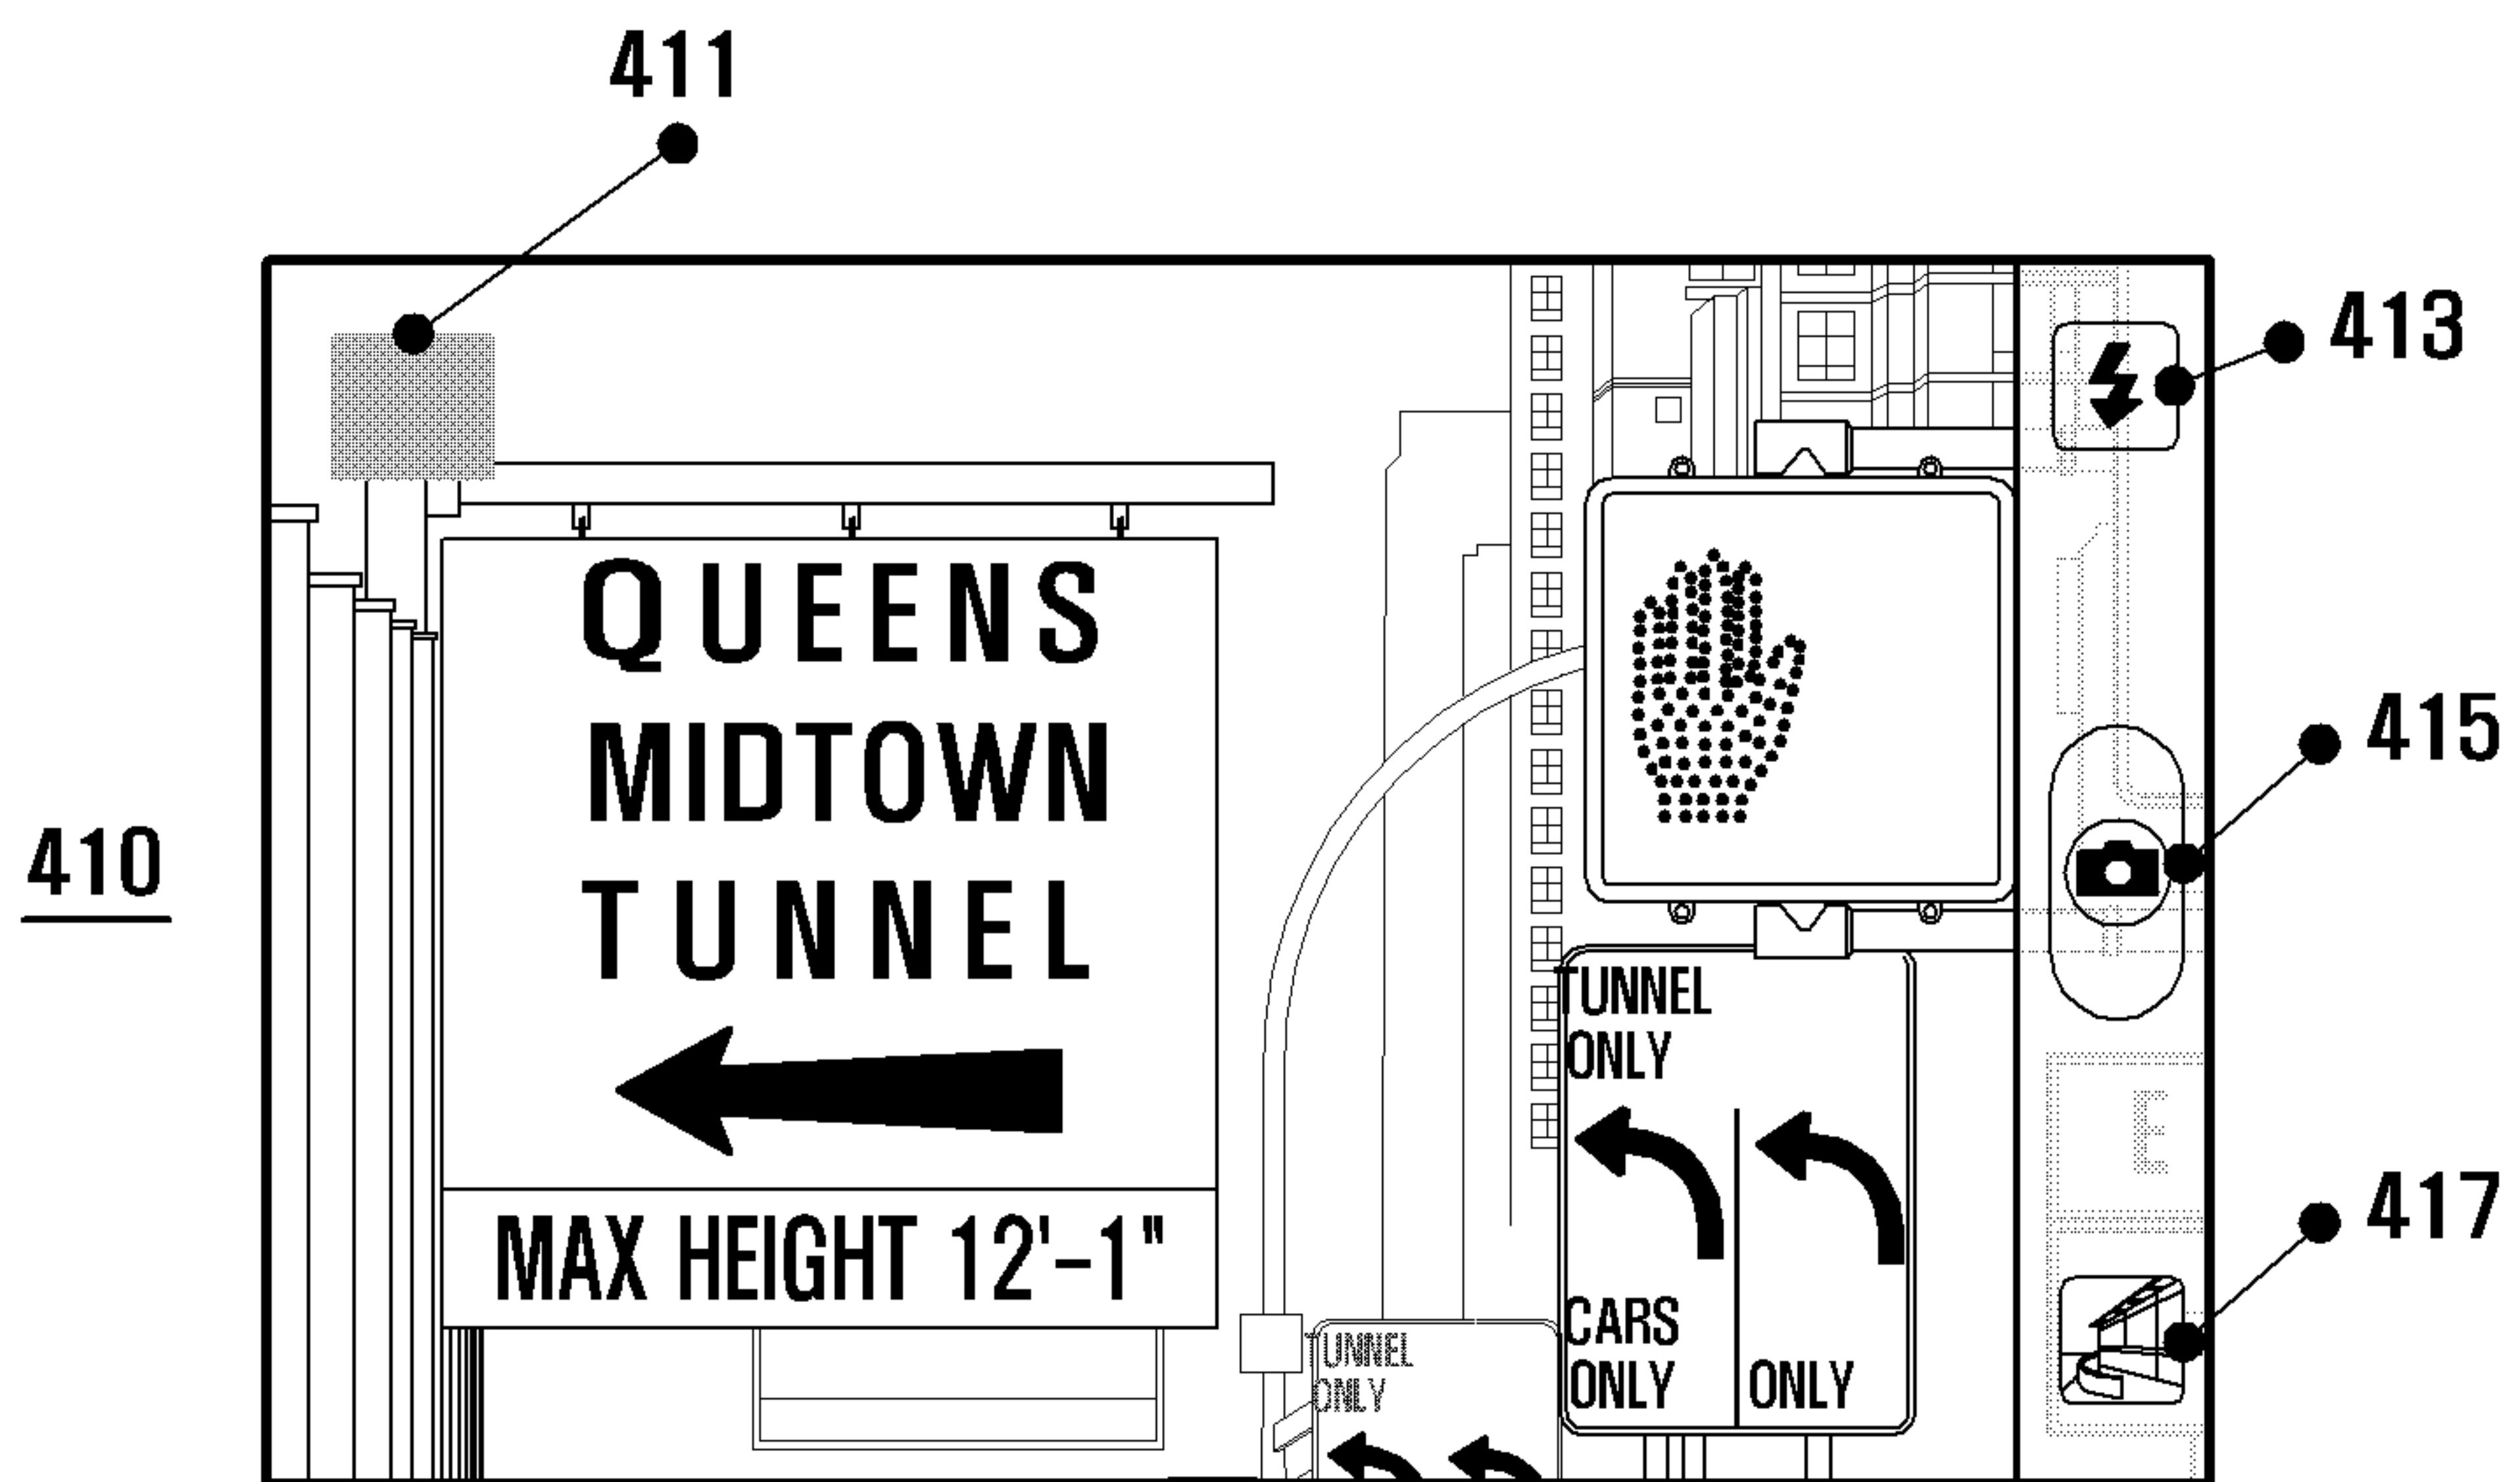 411
413
QUEENS
MIDTOWN
TUNNEL
415
410
TUNNEL
ONLY
E
417
MAX HEIGHT 12'-1"
CARS
ONLY
ONLY
TUNNEL
ONLY